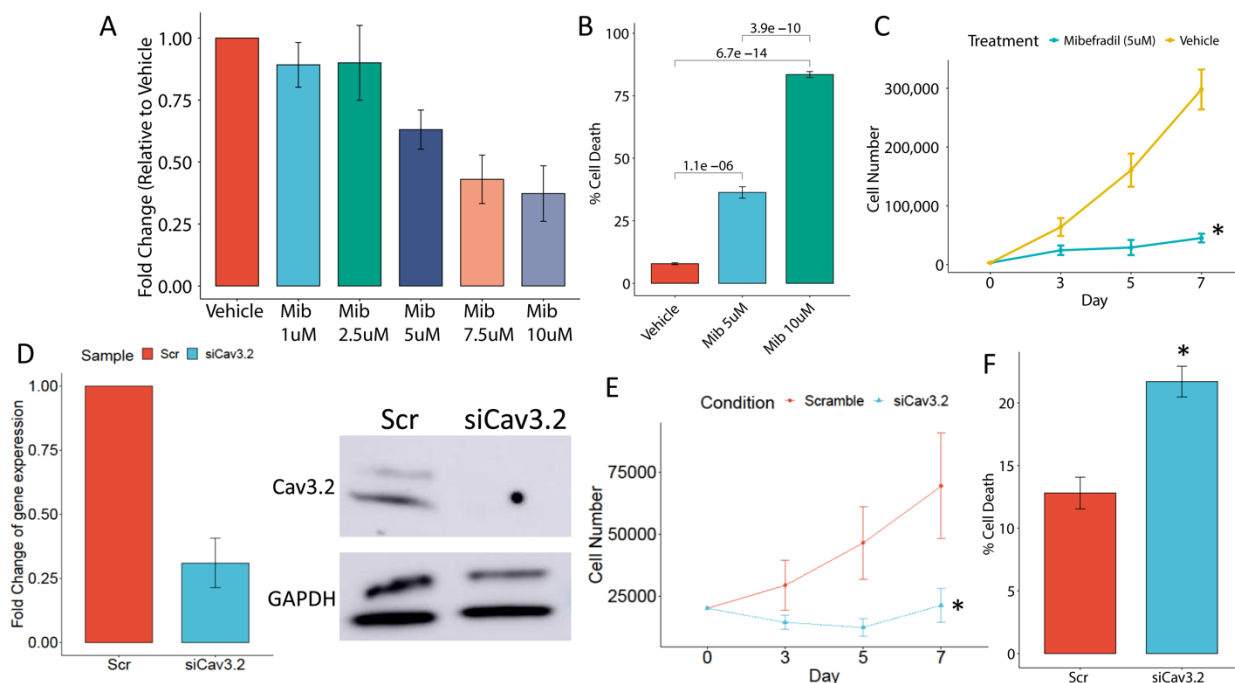 A
Fold Change (Relative to Vehicle)
1.00
0.75
0.50
0.25
0.00
Vehicle
Mib 1uM
Mib 2.5uM
Mib 5uM
Mib 7.5uM
Mib 10uM
B
% Cell Death
100
75
50
25
0
3.9e −10
6.7e −14
1.1e −06
Vehicle
Mib 5uM
Mib 10uM
C
Treatment Mibefradil (5uM) Vehicle
Cell Number
300,000
200,000
100,000
0
*
0 3 5 7
Day
D
Sample Scr siCav3.2
Fold Change of gene experession
1.00
0.75
0.50
0.25
0.00
Scr siCav3.2
Scr siCav3.2
Cav3.2
GAPDH
E
Condition Scramble siCav3.2
Cell Number
75000
50000
25000
0
*
0 3 5 7
Day
F
% Cell Death
20
15
10
5
0
*
Scr siCav3.2